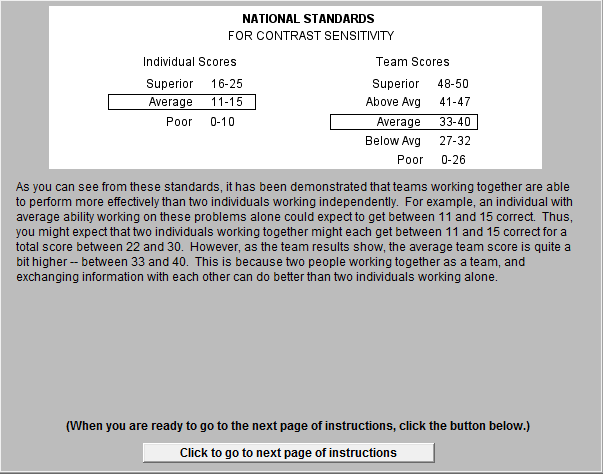 NATIONAL STANDARDS
FOR CONTRAST SENSITIVITY
Individual Scores
Superior 16-25
Average 11-15
Poor 0-10
Team Scores
Superior 48-50
Above Avg 41-47
Average 33-40
Below Avg 27-32
Poor 0-26
As you can see from these standards, it has been demonstrated that teams working together are able
to perform more effectively than two individuals working independently. For example, an individual with
average ability working on these problems alone could expect to get between 11 and 15 correct. Thus,
you might expect that two individuals working together might each get between 11 and 15 correct for a
total score between 22 and 30. However, as the team results show, the average team score is quite a
bit higher -- between 33 and 40. This is because two people working together as a team, and
exchanging information with each other can do better than two individuals working alone.
(When you are ready to go to the next page of instructions, click the button below.)
Click to go to next page of instructions